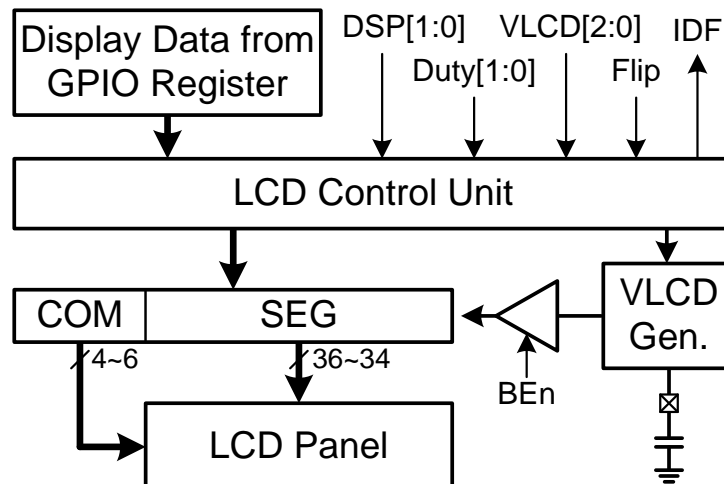 Display Data from
GPIO Register
DSP[1:0]
VLCD[2:0]
IDF
Duty[1:0]
Flip
LCD Control Unit
COM
SEG
VLCD
Gen.
4~6
36~34
BEn
LCD Panel